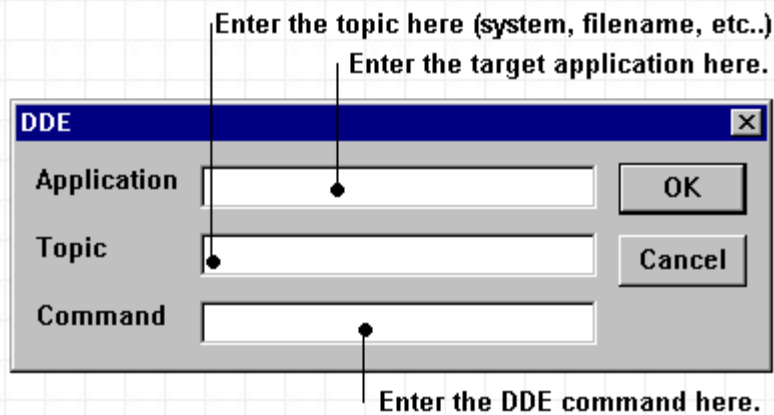 Enter the topic here (system, filename, etc..)
Enter the target application here.
DDE
Application
OK
Topic
Cancel
Command
Enter the DDE command here.